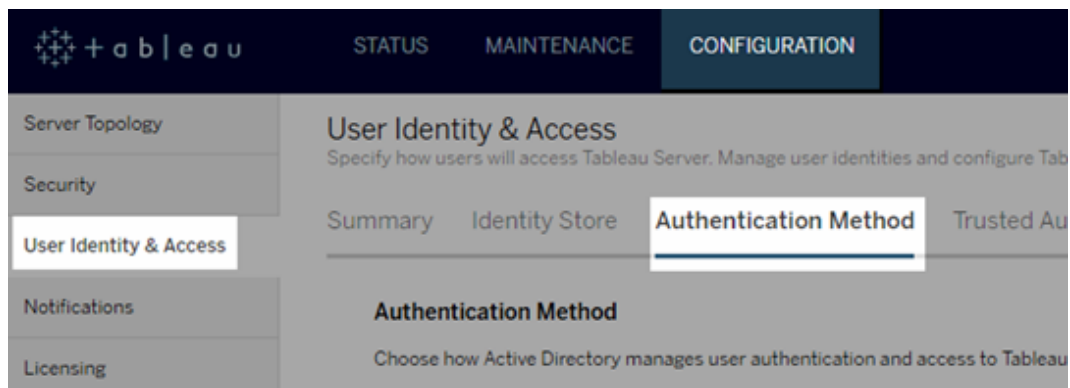 + a b | e a u
STATUS
MAINTENANCE
CONFIGURATION
Server Topology
Security
User Identity & Access
Notifications
Licensing
User Identity & Access
Specify how users will access Tableau Server. Manage user identities and configure Tab
Summary
Identity Store
Authentication Method
Trusted Au
Authentication Method
Choose how Active Directory manages user authentication and access to Tableau